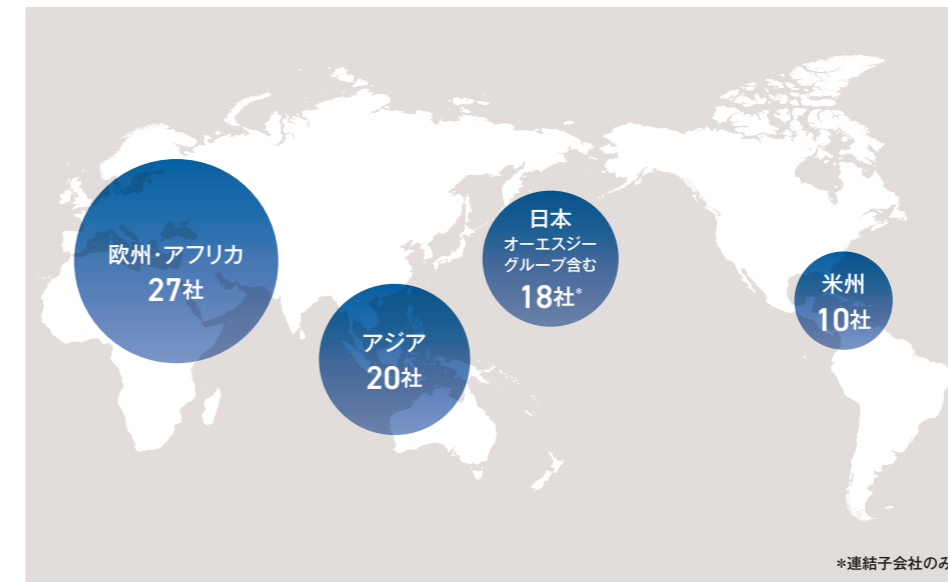 欧州・アフリカ
27社
アジア
20社
日本
オーエスジー
グループ含む
18社*
米州
10社
*連結子会社のみ